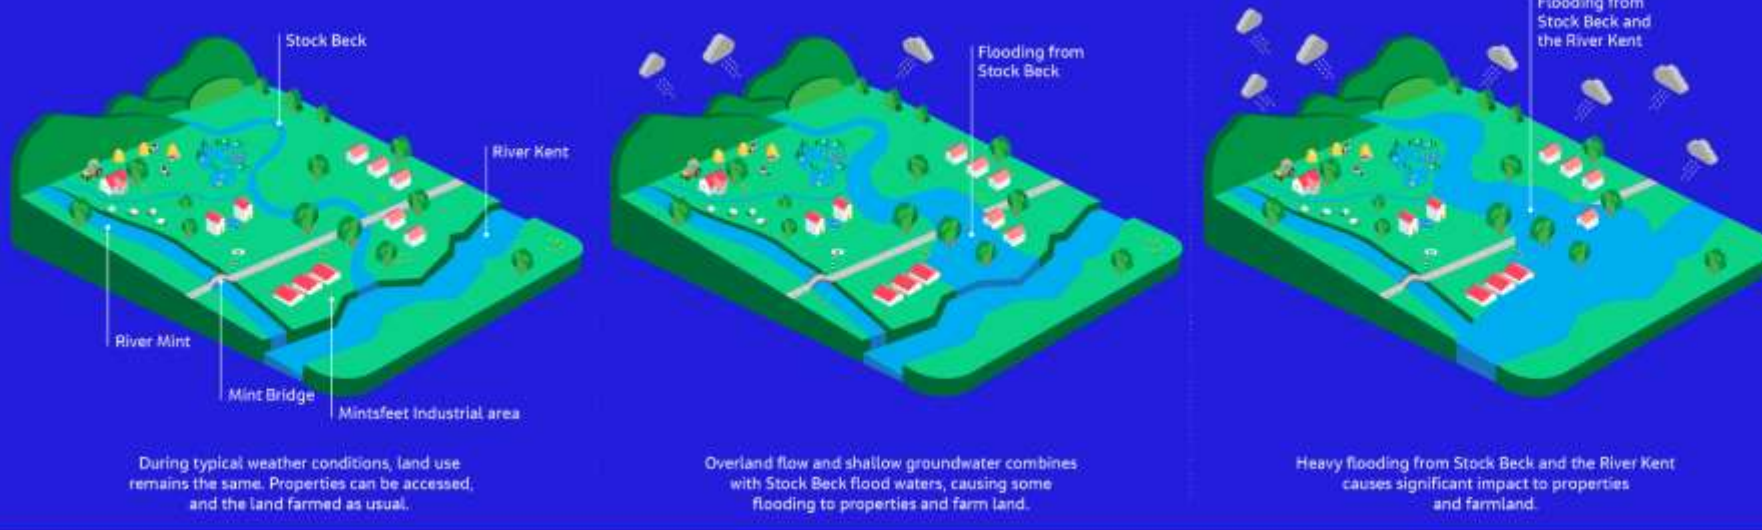 Stock Beck
River Kent
River Mint
Mint Bridge
Mintsfeet Industrial area
During typical weather conditions, land use
remains the same. Properties can be accessed,
and the land farmed as usual.
Flooding from
Stock Beck
Overland flow and shallow groundwater combines
with Stock Beck flood waters, causing some
flooding to properties and farm land.
Flooding from
Stock Beck and
the River Kent
Heavy flooding from Stock Beck and the River Kent
causes significant impact to properties
and farmland.